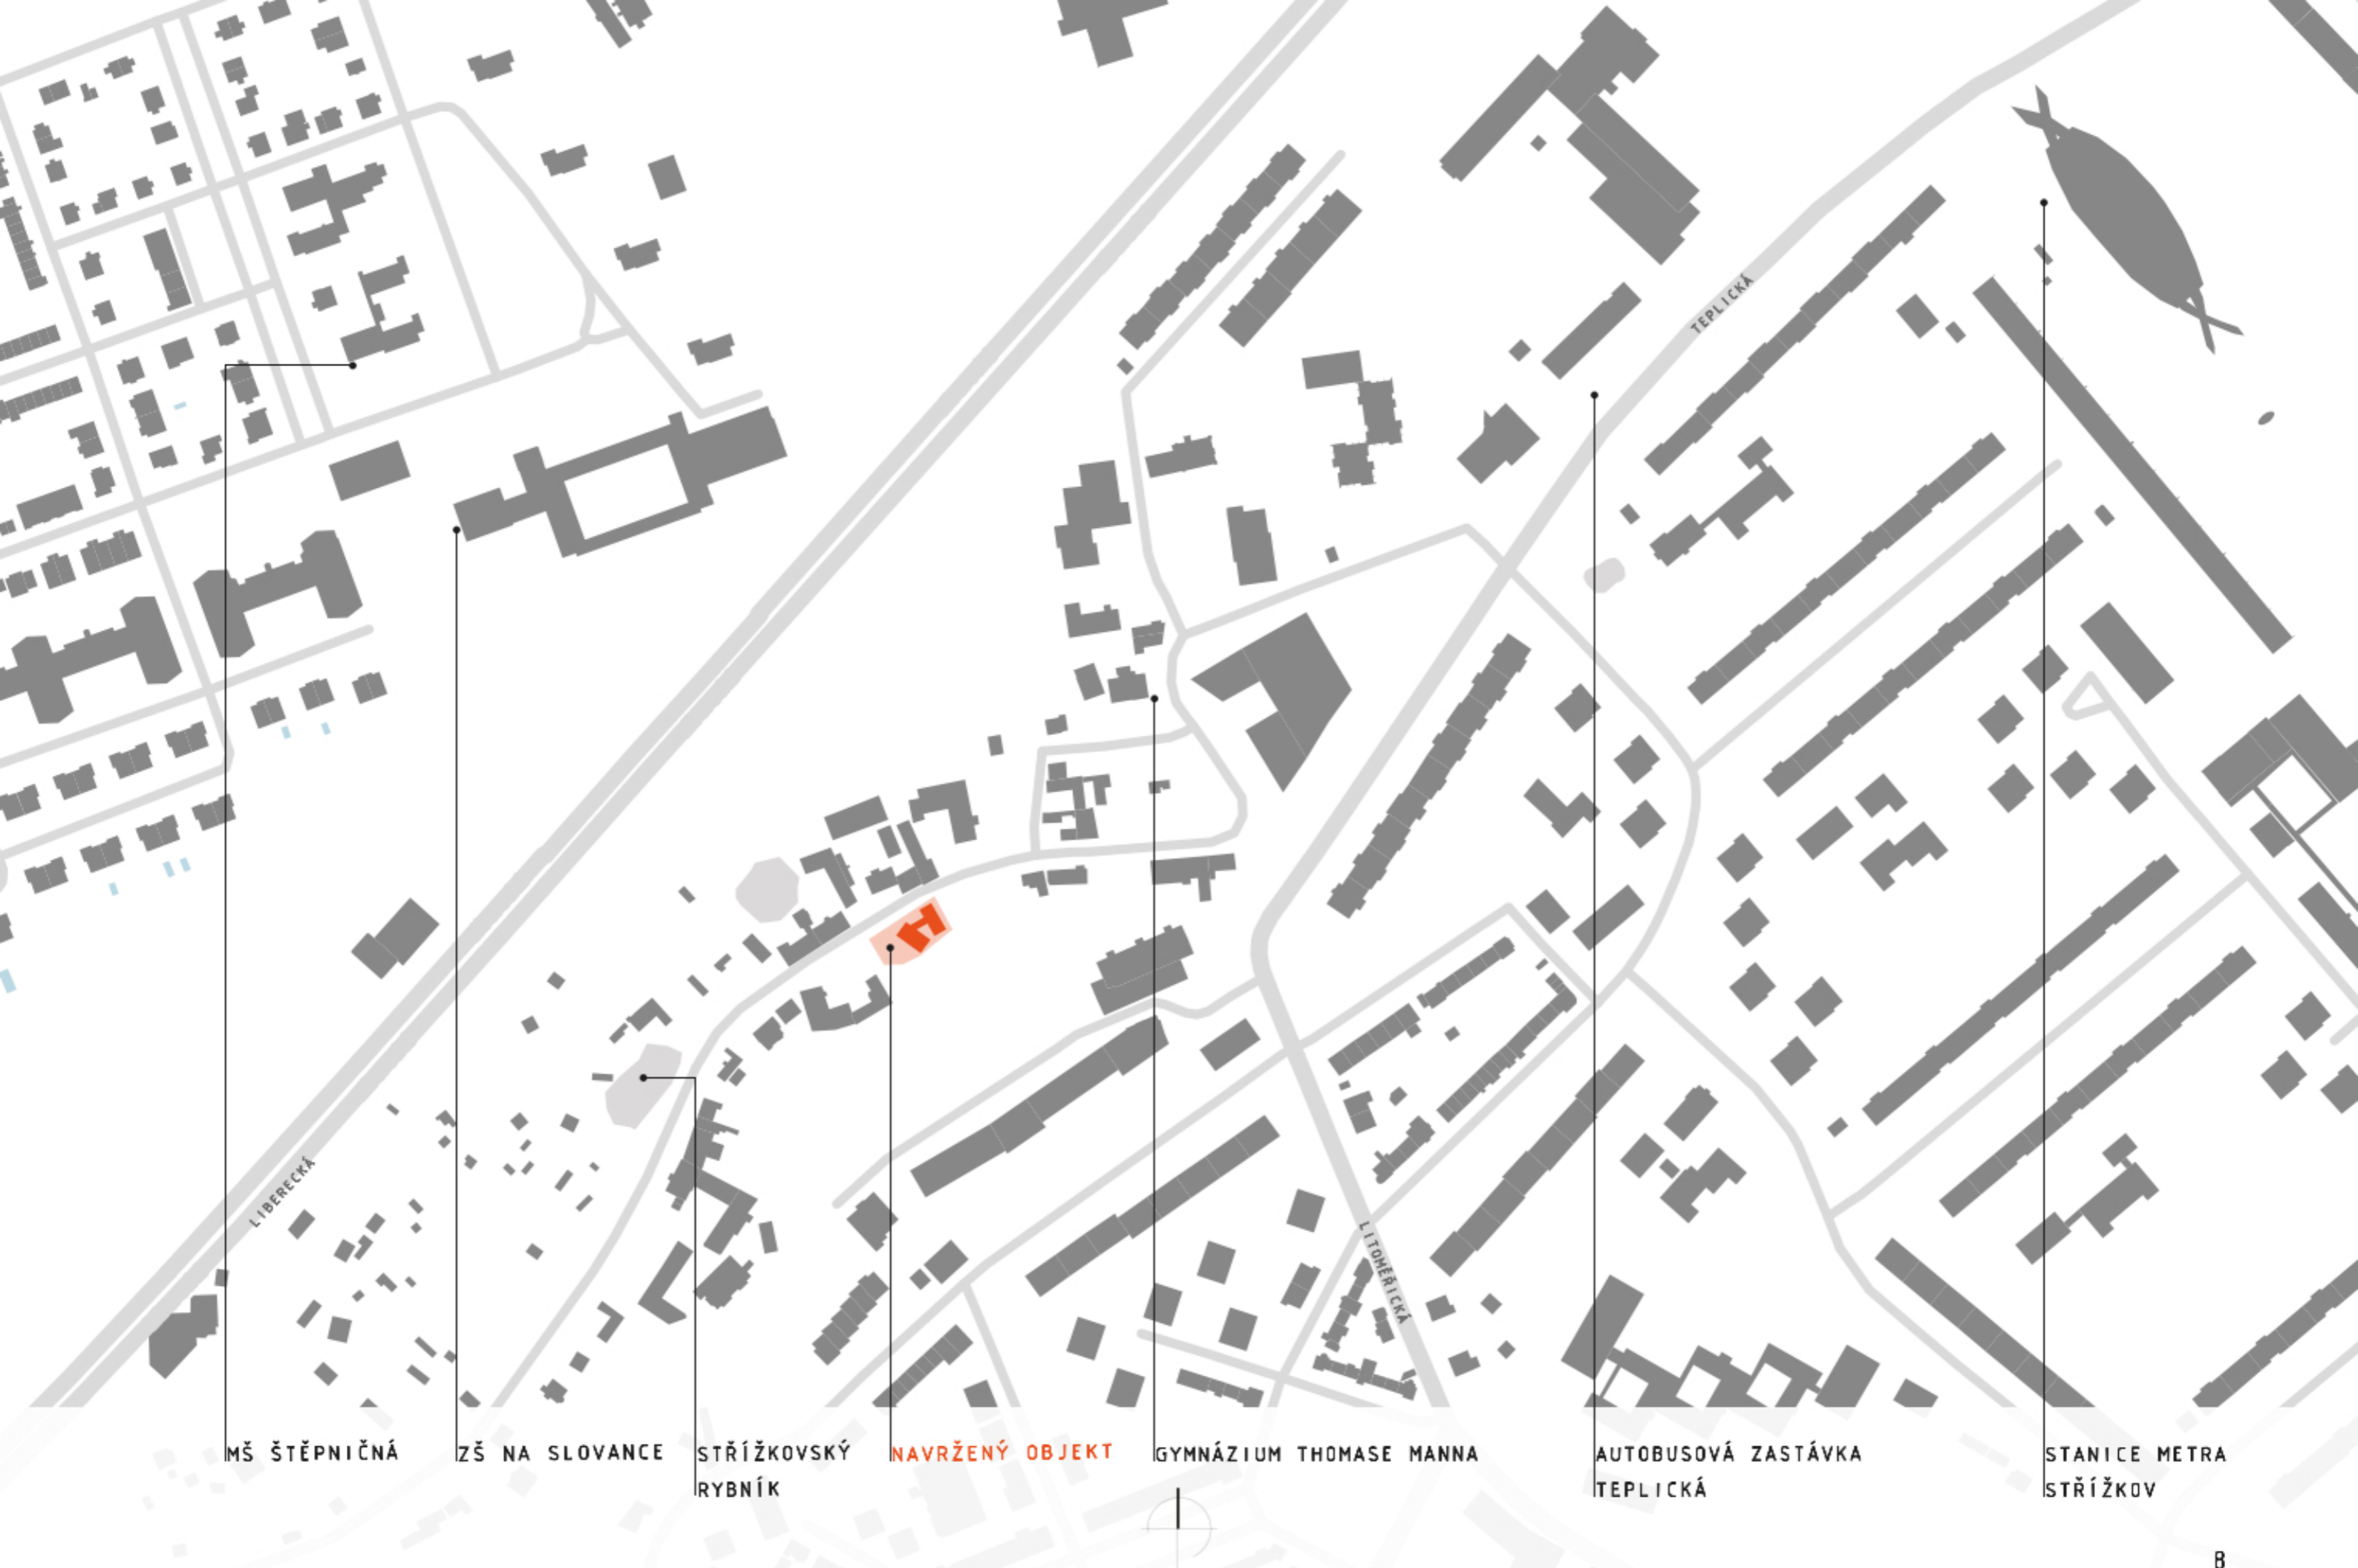 TEPLICKÁ
LIBERECKÁ
LITOMĚŘICKÁ
MŠ ŠTĚPNIČNÁ
ZŠ NA SLOVANCE
STŘÍŽKOVSKÝ
RYBNÍK
NAVRŽENÝ OBJEKT
GYMNÁZIUM THOMASE MANNA
AUTOBUSOVÁ ZASTÁVKA
TEPLICKÁ
STANICE METRA
STŘÍŽKOV
8